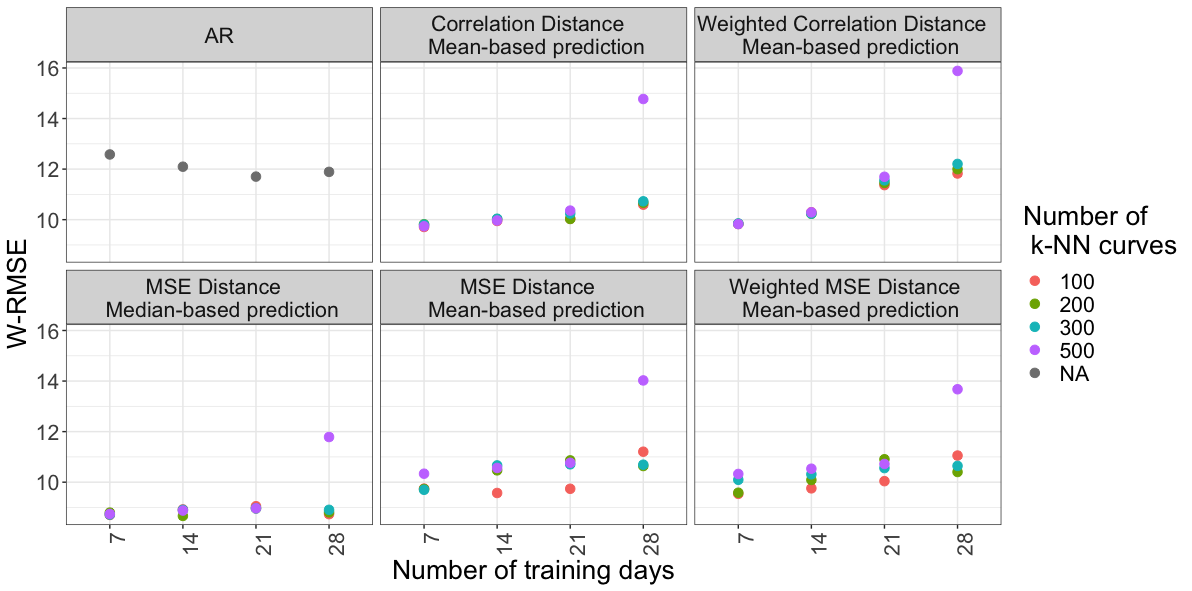 AR
Correlation Distance
Mean-based prediction
Weighted Correlation Distance
Mean-based prediction
16
14
12
10
MSE Distance
Median-based prediction
MSE Distance
Mean-based prediction
Weighted MSE Distance
Mean-based prediction
16
14
12
10
W-RMSE
7
14
21
28
7
14
21
28
7
14
21
28
Number of training days
Number of
k-NN curves
100
200
300
500
NA